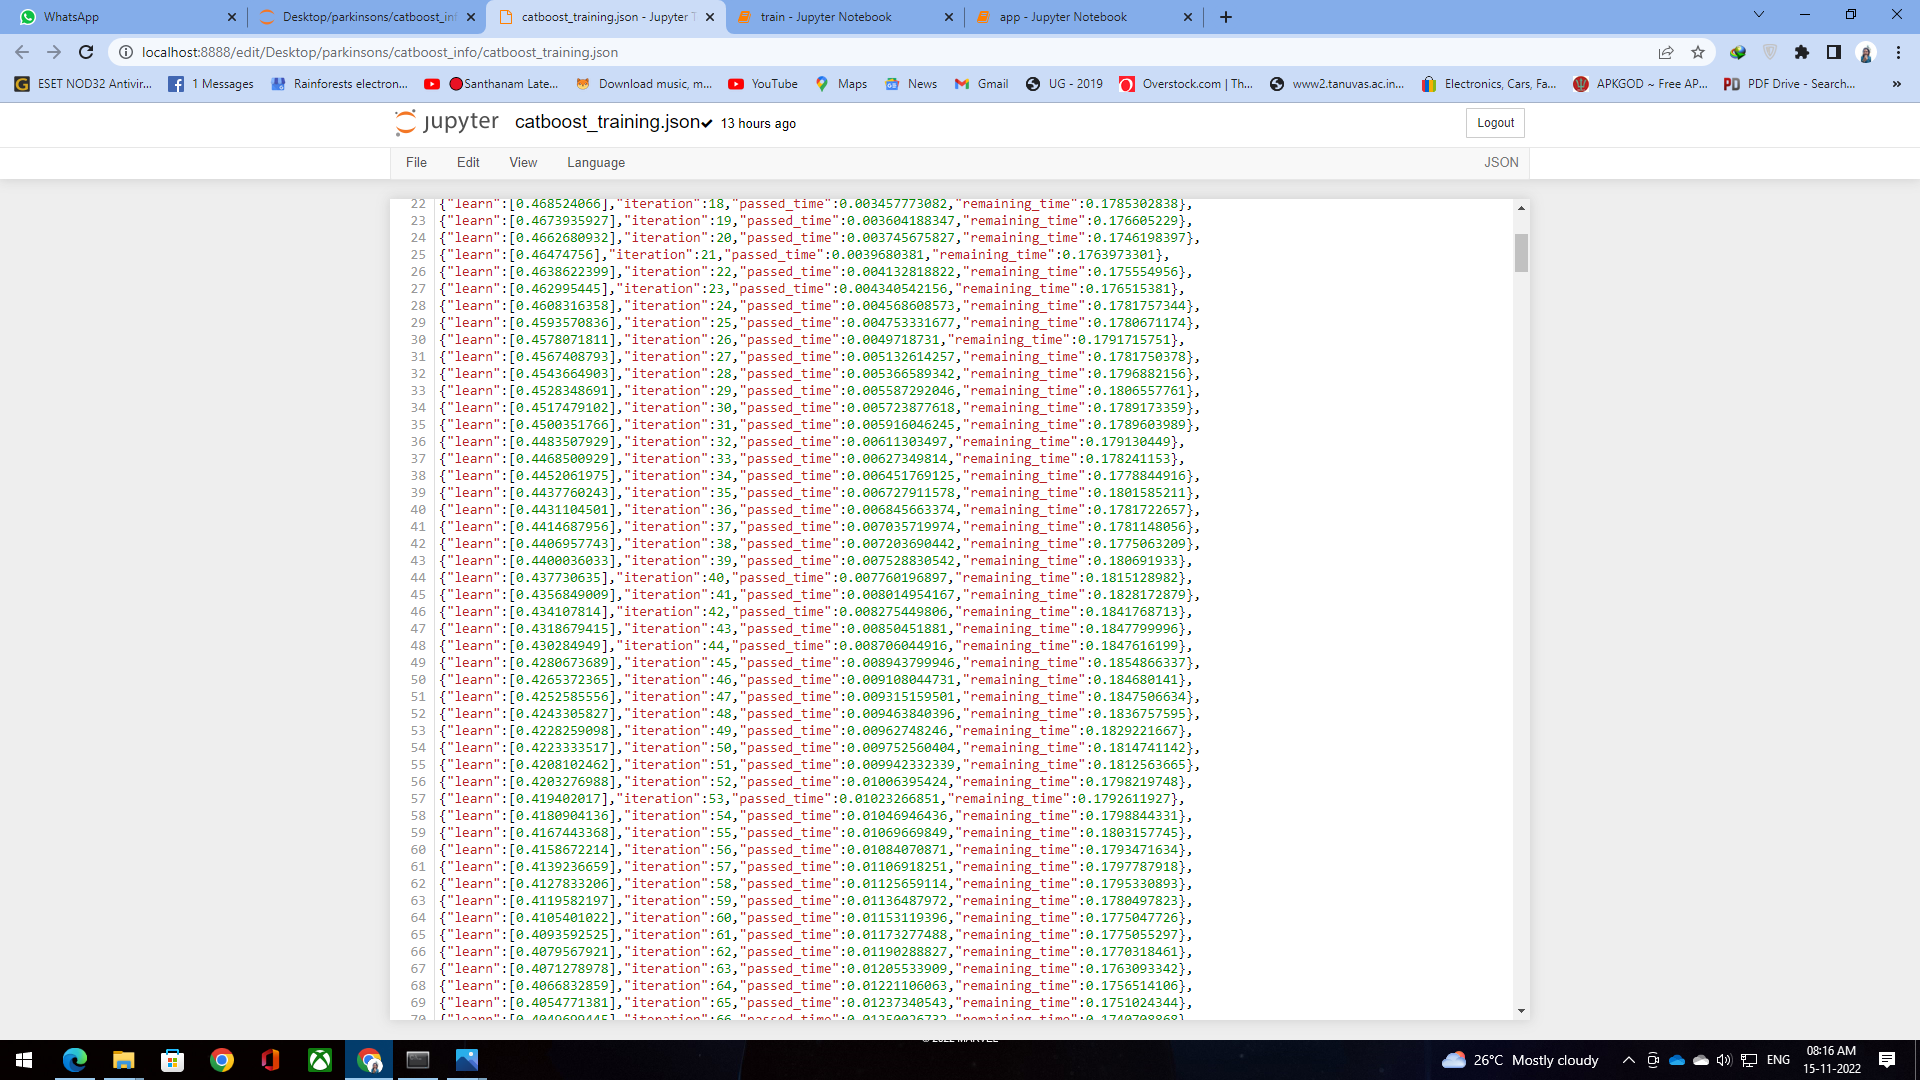 WhatsApp
Desktop/parkinsons/catboost_inf
catboost_training.json - Jupyter T
train - Jupyter Notebook
app - Jupyter Notebook
localhost:8888/edit/Desktop/parkinsons/catboost_info/catboost_training.json
ESET NOD32 Antivir...
1 Messages
Rainforests electron...
Santhanam Late...
Download music, m...
YouTube
Maps
News
Gmail
UG - 2019
Overstock.com | Th...
www2.tanuvas.ac.in...
Electronics, Cars, Fa...
APKGOD ~ Free AP...
PDF Drive - Search...
»
jupyter catboost_training.json 13 hours ago
Logout
File Edit View Language
JSON
22 {"learn":[0.468524066],"iteration":18,"passed_time":0.003457773082,"remaining_time":0.1785302838},
23 {"learn":[0.4673935927],"iteration":19,"passed_time":0.003604188347,"remaining_time":0.176605229},
24 {"learn":[0.4662680932],"iteration":20,"passed_time":0.003745675827,"remaining_time":0.1746198397},
25 {"learn":[0.46474756],"iteration":21,"passed_time":0.0039680381,"remaining_time":0.1763973301},
26 {"learn":[0.4638622399],"iteration":22,"passed_time":0.004132818822,"remaining_time":0.175554956},
27 {"learn":[0.462995445],"iteration":23,"passed_time":0.004340542156,"remaining_time":0.176515381},
28 {"learn":[0.4608316358],"iteration":24,"passed_time":0.004568608573,"remaining_time":0.1781757344},
29 {"learn":[0.4593570836],"iteration":25,"passed_time":0.004753331677,"remaining_time":0.1780671174},
30 {"learn":[0.4578071811],"iteration":26,"passed_time":0.0049718731,"remaining_time":0.1791715751},
31 {"learn":[0.4567408793],"iteration":27,"passed_time":0.005132614257,"remaining_time":0.1781750378},
32 {"learn":[0.4543664903],"iteration":28,"passed_time":0.005366589342,"remaining_time":0.1796882156},
33 {"learn":[0.4528348691],"iteration":29,"passed_time":0.005587292046,"remaining_time":0.1806557761},
34 {"learn":[0.4517479102],"iteration":30,"passed_time":0.005723877618,"remaining_time":0.1789173359},
35 {"learn":[0.4500351766],"iteration":31,"passed_time":0.005916046245,"remaining_time":0.1789603989},
36 {"learn":[0.4483507929],"iteration":32,"passed_time":0.00611303497,"remaining_time":0.179130449},
37 {"learn":[0.4468500929],"iteration":33,"passed_time":0.00627349814,"remaining_time":0.178241153},
38 {"learn":[0.4452061975],"iteration":34,"passed_time":0.006451769125,"remaining_time":0.1778844916},
39 {"learn":[0.4437760243],"iteration":35,"passed_time":0.006727911578,"remaining_time":0.1801585211},
40 {"learn":[0.4431104501],"iteration":36,"passed_time":0.006845663374,"remaining_time":0.1781722657},
41 {"learn":[0.4414687956],"iteration":37,"passed_time":0.007035719974,"remaining_time":0.1781148056},
42 {"learn":[0.4406957743],"iteration":38,"passed_time":0.007203690442,"remaining_time":0.1775063209},
43 {"learn":[0.4400036033],"iteration":39,"passed_time":0.007528830542,"remaining_time":0.180691933},
44 {"learn":[0.437730635],"iteration":40,"passed_time":0.007760196897,"remaining_time":0.1815128982},
45 {"learn":[0.4356849009],"iteration":41,"passed_time":0.008014954167,"remaining_time":0.1828172879},
46 {"learn":[0.434107814],"iteration":42,"passed_time":0.008275449806,"remaining_time":0.1841768713},
47 {"learn":[0.4318679415],"iteration":43,"passed_time":0.00850451881,"remaining_time":0.1847799996},
48 {"learn":[0.430284949],"iteration":44,"passed_time":0.008706044916,"remaining_time":0.1847616199},
49 {"learn":[0.4280673689],"iteration":45,"passed_time":0.008943799946,"remaining_time":0.1854866337},
50 {"learn":[0.4265372365],"iteration":46,"passed_time":0.009108044731,"remaining_time":0.184680141},
51 {"learn":[0.4252585556],"iteration":47,"passed_time":0.009315159501,"remaining_time":0.1847506634},
52 {"learn":[0.4243305827],"iteration":48,"passed_time":0.009463840396,"remaining_time":0.1836757595},
53 {"learn":[0.4228259098],"iteration":49,"passed_time":0.00962748246,"remaining_time":0.1829221667},
54 {"learn":[0.4223333517],"iteration":50,"passed_time":0.009752560404,"remaining_time":0.1814741142},
55 {"learn":[0.4208102462],"iteration":51,"passed_time":0.009942332339,"remaining_time":0.1812563665},
56 {"learn":[0.4203276988],"iteration":52,"passed_time":0.01006395424,"remaining_time":0.1798219748},
57 {"learn":[0.419402017],"iteration":53,"passed_time":0.01023266851,"remaining_time":0.1792611927},
58 {"learn":[0.4180904136],"iteration":54,"passed_time":0.01046946436,"remaining_time":0.1798844331},
59 {"learn":[0.4167443368],"iteration":55,"passed_time":0.01069669849,"remaining_time":0.1803157745},
60 {"learn":[0.4158672214],"iteration":56,"passed_time":0.01084070871,"remaining_time":0.1793471634},
61 {"learn":[0.4139236659],"iteration":57,"passed_time":0.01106918251,"remaining_time":0.1797787918},
62 {"learn":[0.4127833206],"iteration":58,"passed_time":0.01125659114,"remaining_time":0.1795330893},
63 {"learn":[0.4119582197],"iteration":59,"passed_time":0.01136487972,"remaining_time":0.1780497823},
64 {"learn":[0.4105401022],"iteration":60,"passed_time":0.01153119396,"remaining_time":0.1775047726},
65 {"learn":[0.4093592525],"iteration":61,"passed_time":0.01173277488,"remaining_time":0.1775055297},
66 {"learn":[0.4079567921],"iteration":62,"passed_time":0.01190288827,"remaining_time":0.1770318461},
67 {"learn":[0.4071278978],"iteration":63,"passed_time":0.01205533909,"remaining_time":0.1763093342},
68 {"learn":[0.4066832859],"iteration":64,"passed_time":0.01221106063,"remaining_time":0.1756514106},
69 {"learn":[0.4054771381],"iteration":65,"passed_time":0.01237340543,"remaining_time":0.1751024344},
70 {"learn":[0.4049699445],"iteration":66,"passed_time":0.01250026732,"remaining_time":0.1740708868},
© 2022 MARVEL
26°C Mostly cloudy
ENG
08:16 AM
15-11-2022